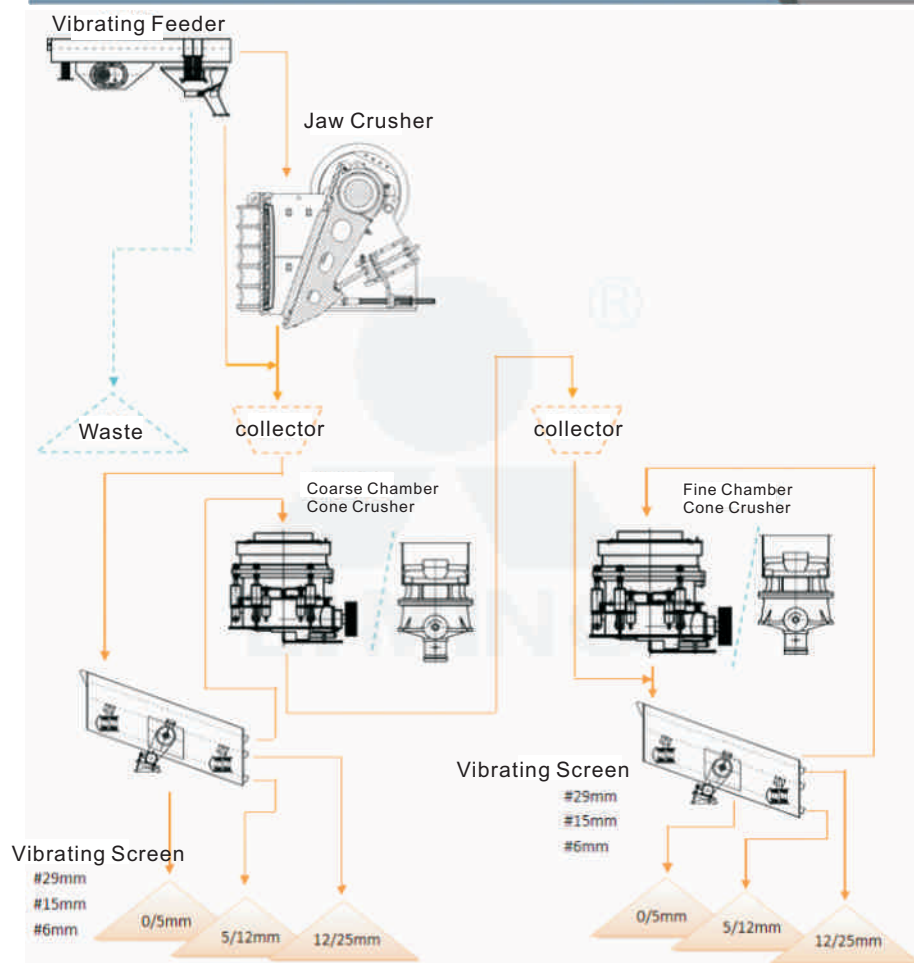 Vibrating Feeder
Jaw Crusher
®
Waste
collector
collector
Coarse Chamber
Cone Crusher
Fine Chamber
Cone Crusher
Vibrating Screen
#29mm
#15mm
#6mm
Vibrating Screen
#29mm
#15mm
#6mm
0/5mm
5/12mm
12/25mm
0/5mm
5/12mm
12/25mm